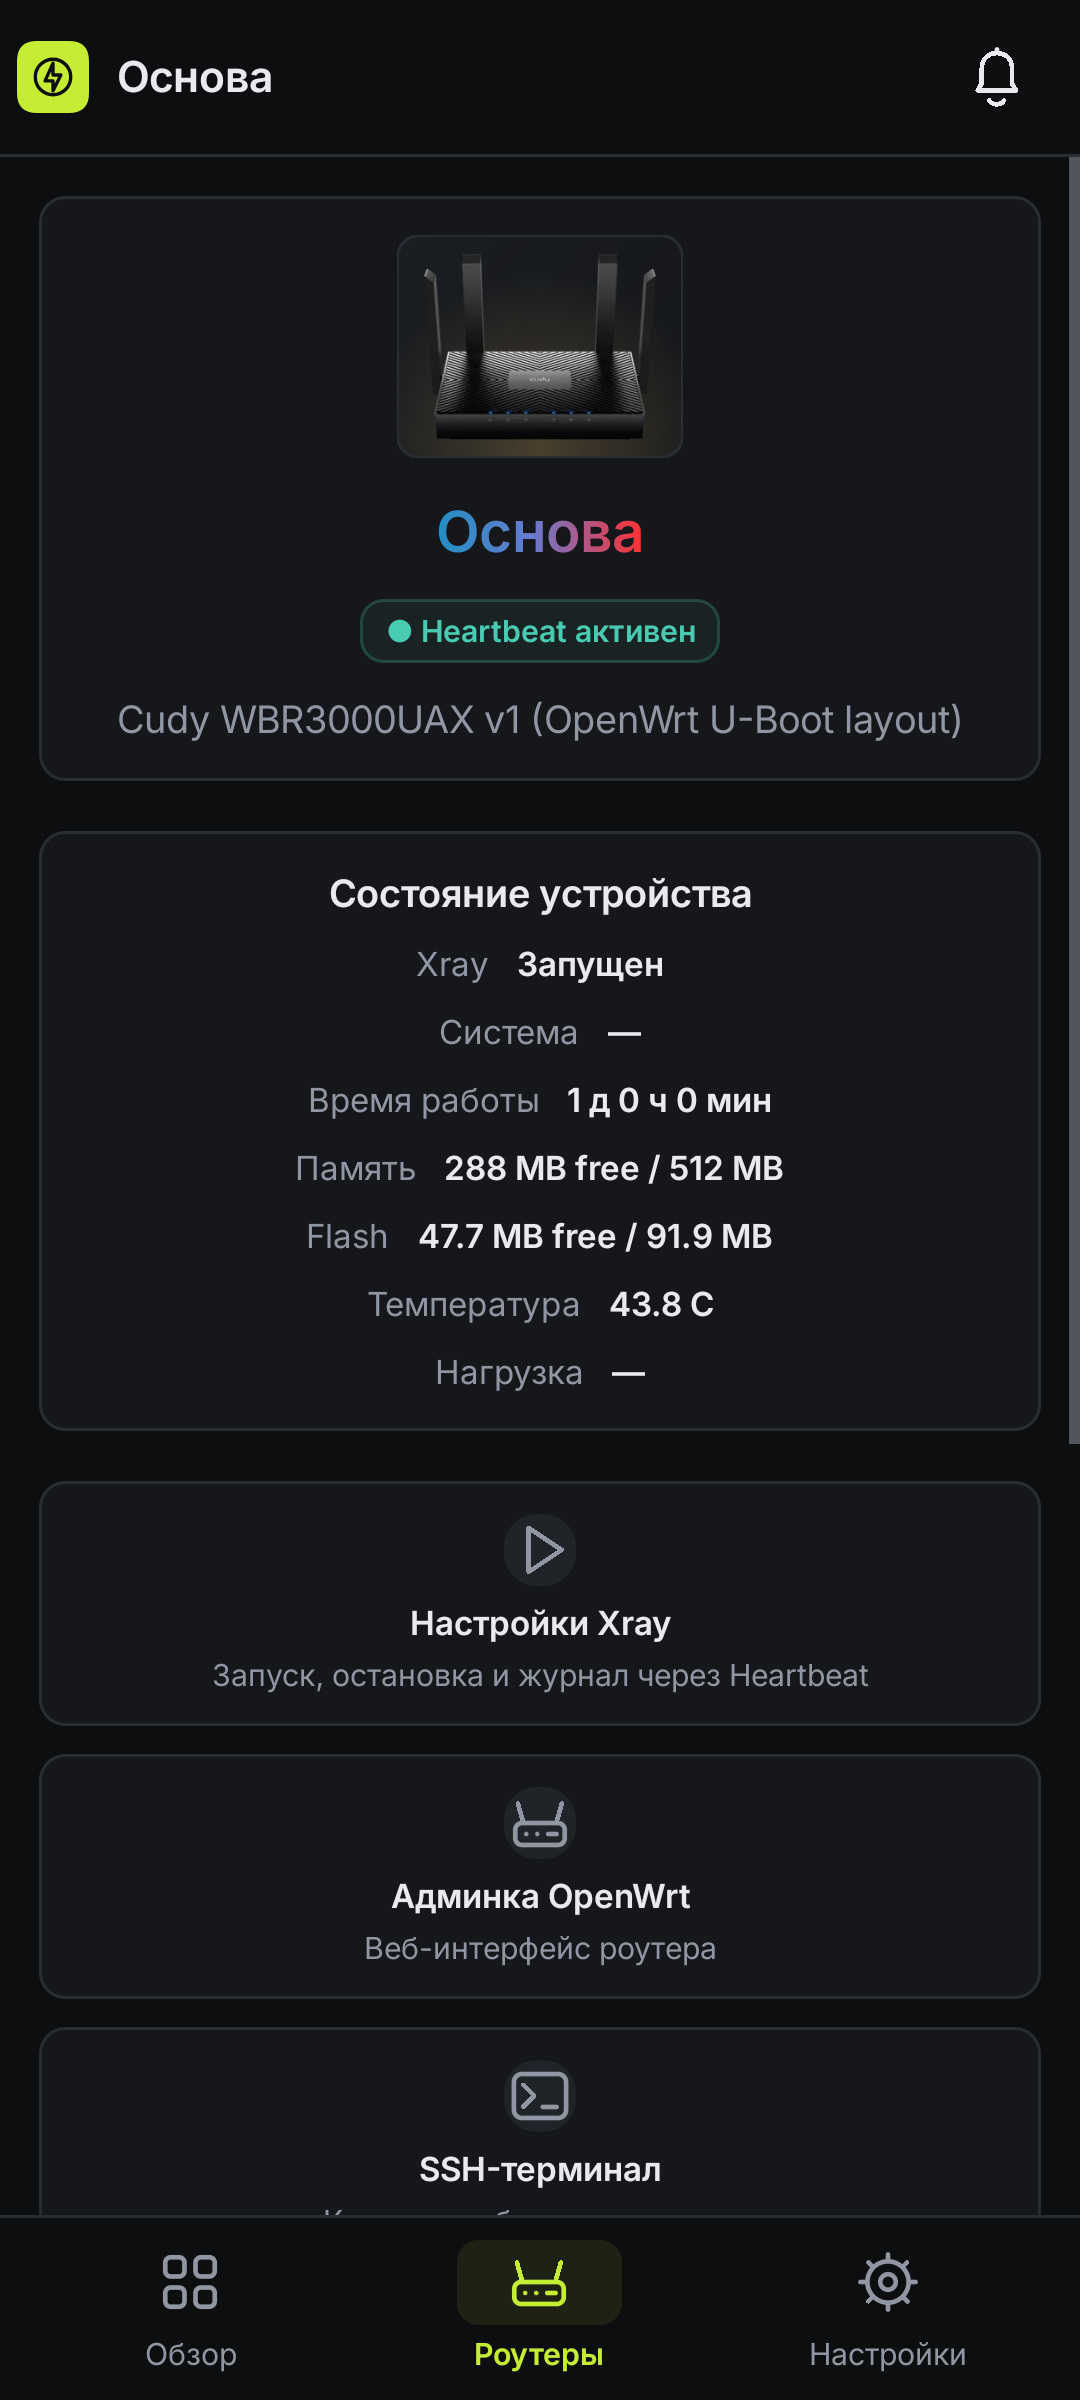 Основа
cudy
Основа
Heartbeat активен
Cudy WBR3000UAX v1 (OpenWrt U-Boot layout)
Состояние устройства
Xray Запущен
Система —
Время работы 1 д 0 ч 0 мин
Память 288 MB free / 512 MB
Flash 47.7 MB free / 91.9 MB
Температура 43.8 C
Нагрузка —
Настройки Xray
Запуск, остановка и журнал через Heartbeat
Админка OpenWrt
Веб-интерфейс роутера
SSH-терминал
Обзор
Роутеры
Настройки